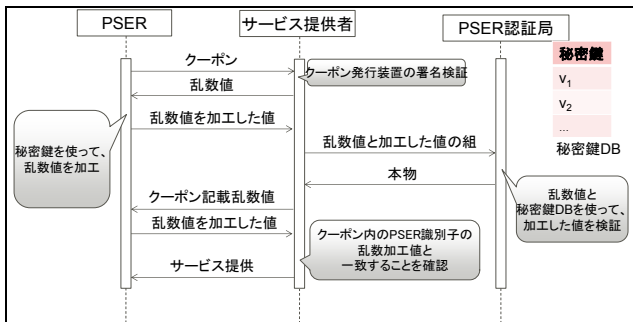 PSER
サービス提供者
PSER認証局
クーポン
クーポン発行装置の署名検証
乱数値
乱数値を加工した値
秘密鍵を使って、
乱数値を加工
乱数値と加工した値の組
本物
秘密鍵
v1
v2
...
秘密鍵DB
乱数値と
秘密鍵DBを使って、
加工した値を検証
クーポン記載乱数値
乱数値を加工した値
クーポン内のPSER識別子の
乱数加工値と
一致することを確認
サービス提供